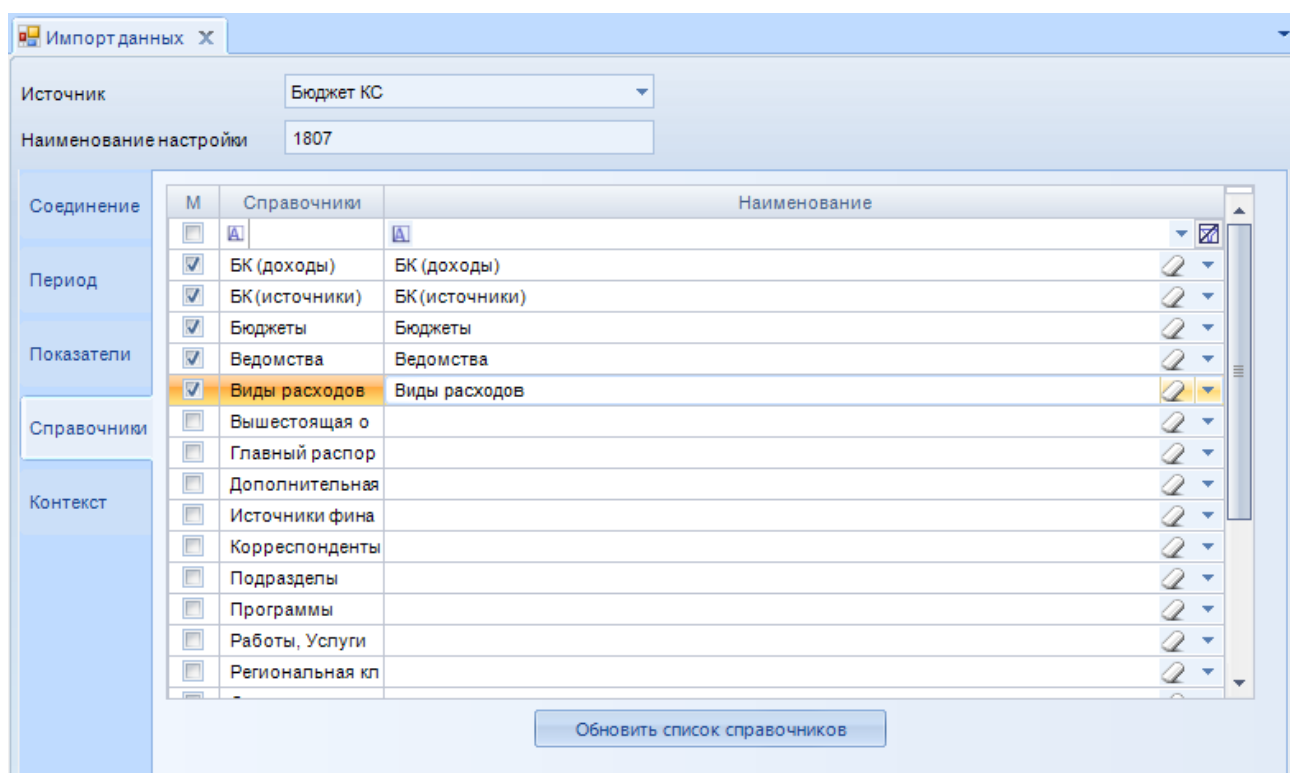 Импорт данных
Источник Бюджет КС
Наименование настройки 1807
Соединение
Период
Показатели
Справочники
Контекст
М Справочники Наименование
БК (доходы) БК (доходы)
БК (источники) БК (источники)
Бюджеты Бюджеты
Ведомства Ведомства
Виды расходов Виды расходов
Вышестоящая о
Главный распор
Дополнительная
Источники фина
Корреспонденты
Подразделы
Программы
Работы, Услуги
Региональная кл
Обновить список справочников